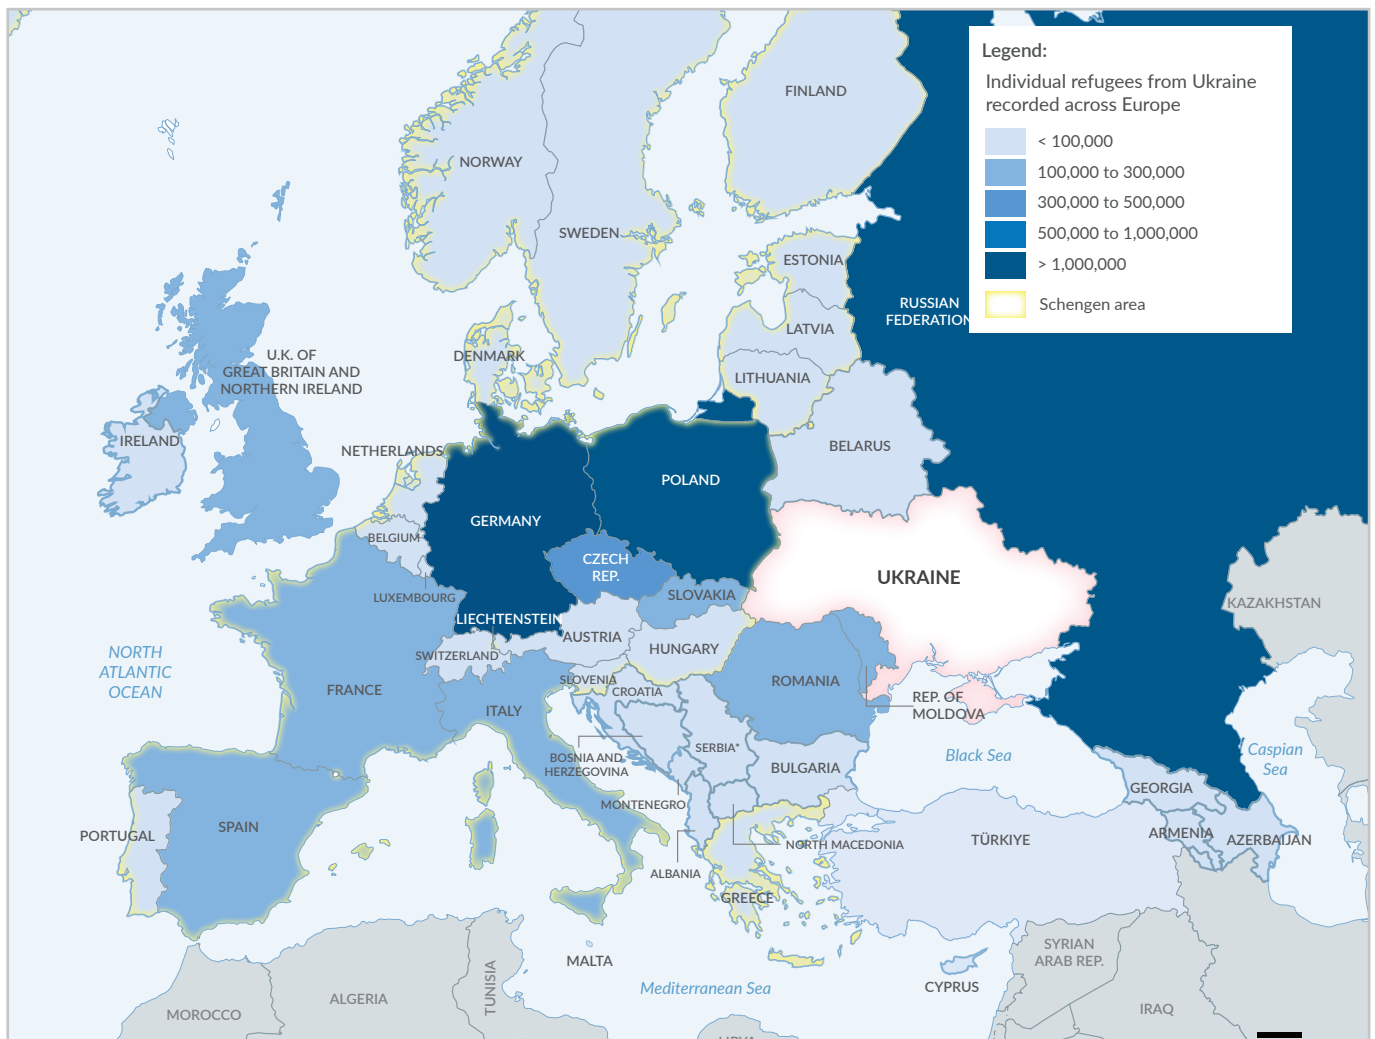 Legend:
Individual refugees from Ukraine
recorded across Europe
< 100,000
100,000 to 300,000
300,000 to 500,000
500,000 to 1,000,000
> 1,000,000
Schengen area
FINLAND
NORWAY
SWEDEN
ESTONIA
RUSSIAN
FEDERATION
LATVIA
DENMARK
U.K. OF
GREAT BRITAIN AND
NORTHERN IRELAND
LITHUANIA
IRELAND
NETHERLANDS
BELARUS
POLAND
GERMANY
BELGIUM
CZECH
REP.
UKRAINE
LUXEMBOURG
SLOVAKIA
KAZAKHSTAN
LIECHTENSTEIN
AUSTRIA
NORTH
ATLANTIC
OCEAN
SWITZERLAND
HUNGARY
SLOVENIA
CROATIA
ROMANIA
FRANCE
REP. OF
MOLDOVA
ITALY
SERBIA*
BOSNIA AND
HERZEGOVINA
BULGARIA
Black Sea
Caspian
Sea
GEORGIA
MONTENEGRO
PORTUGAL
SPAIN
NORTH MACEDONIA
TÜRKIYE
ARMENIA
AZERBAIJAN
ALBANIA
GREECE
MALTA
Mediterranean Sea
CYPRUS
SYRIAN
ARAB REP.
IRAQ
MOROCCO
ALGERIA
TUNISIA